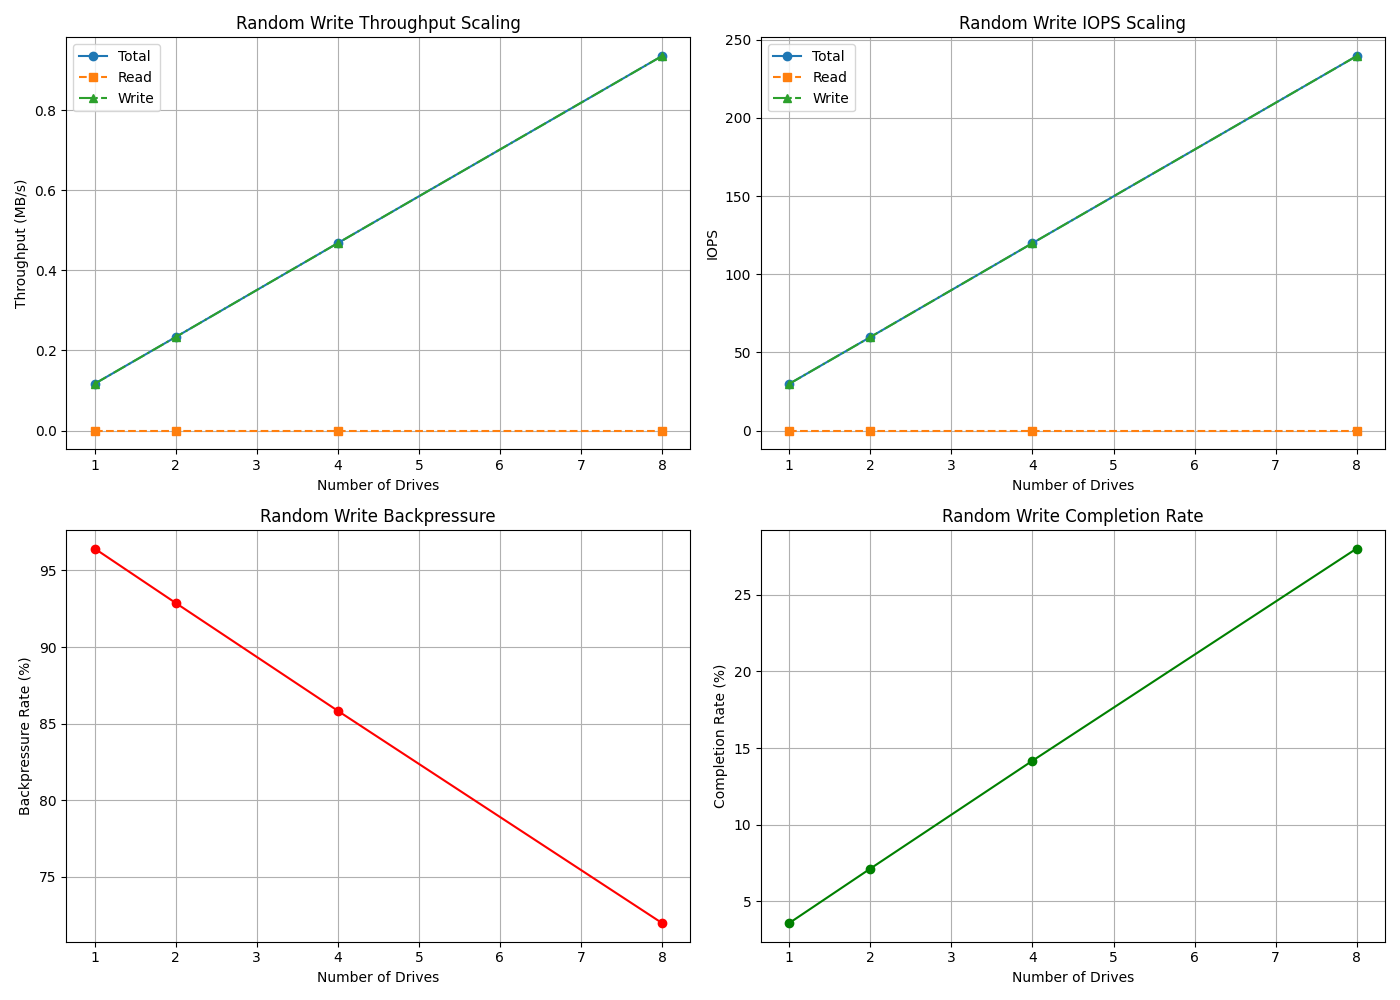 Random Write Throughput Scaling
Total
Read
Write
0.8
0.6
0.4
0.2
0.0
Throughput (MB/s)
1 2 3 4 5 6 7 8
Number of Drives
Random Write IOPS Scaling
Total
Read
Write
250
200
150
100
50
0
IOPS
1 2 3 4 5 6 7 8
Number of Drives
Random Write Backpressure
95
90
85
80
75
Backpressure Rate (%)
1 2 3 4 5 6 7 8
Number of Drives
Random Write Completion Rate
25
20
15
10
5
Completion Rate (%)
1 2 3 4 5 6 7 8
Number of Drives